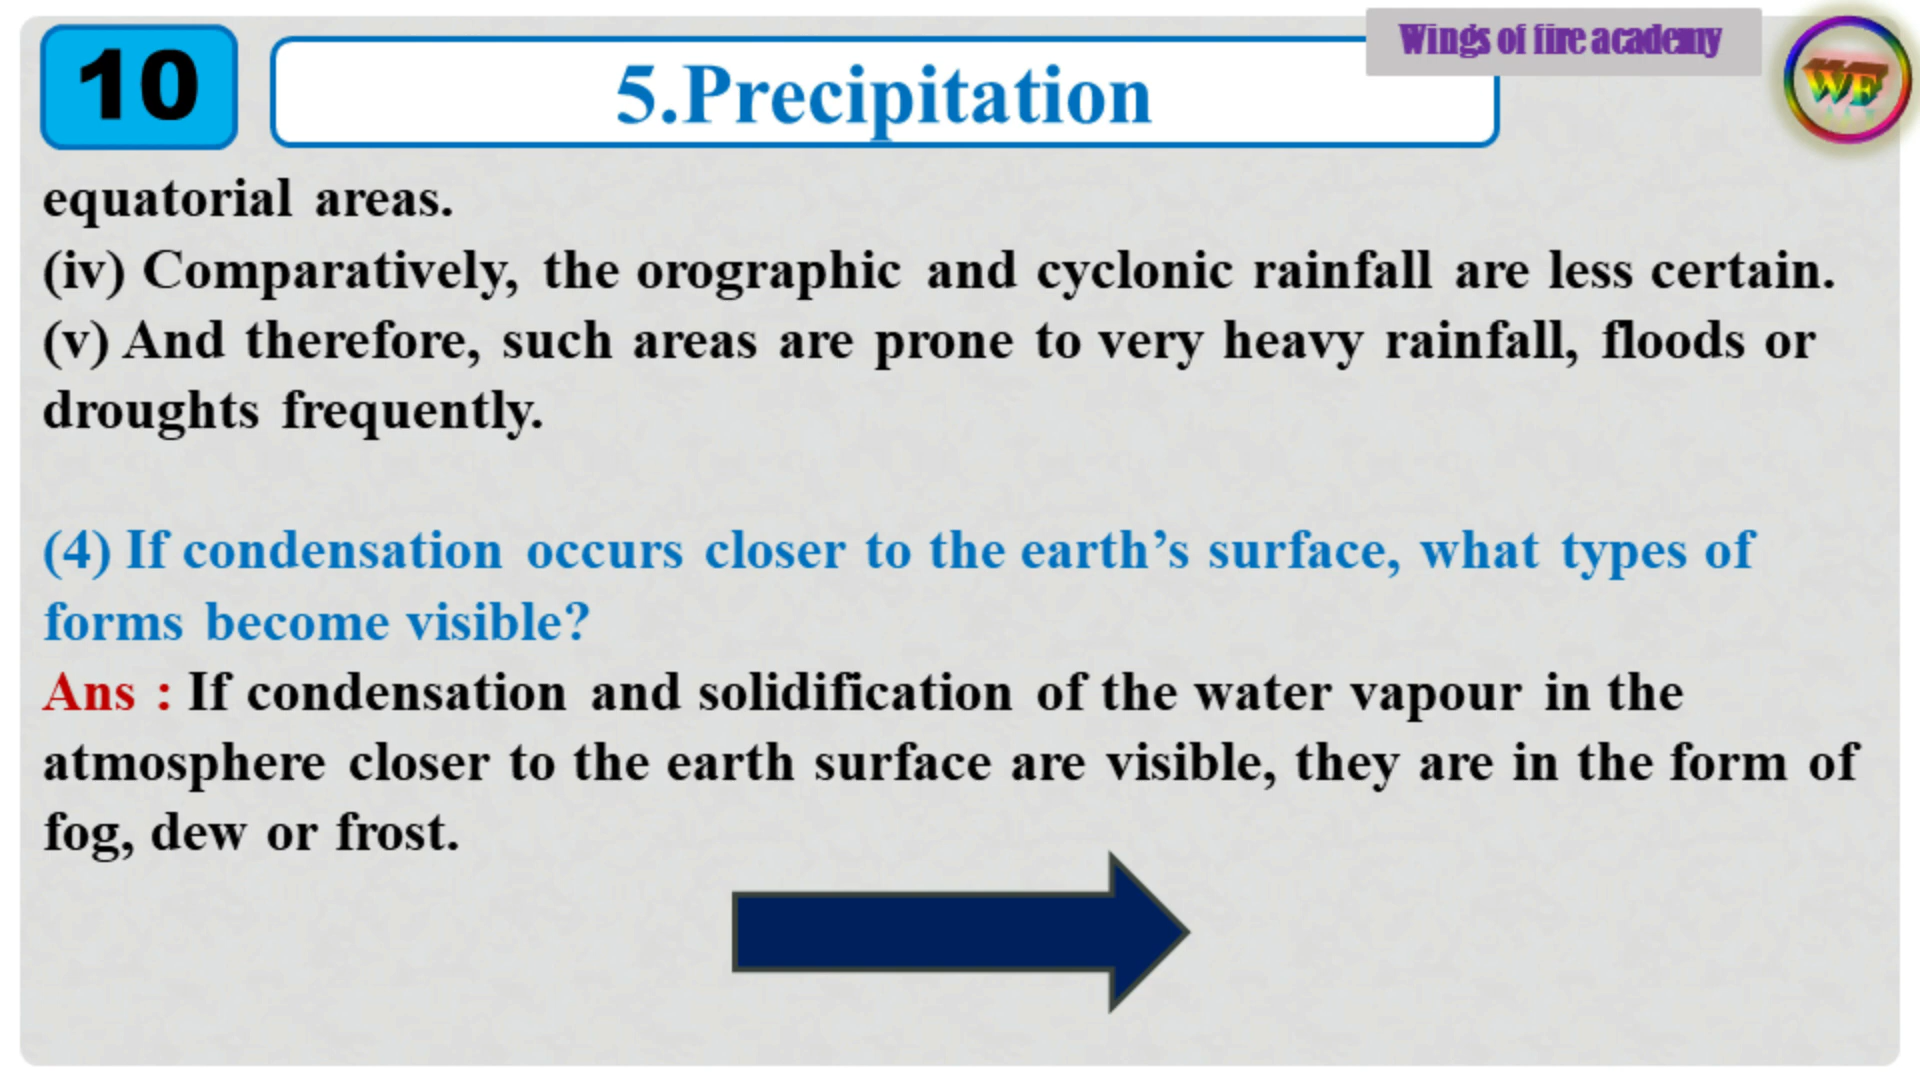 10
5.Precipitation
Wings of fire academy
WF
equatorial areas.
(iv) Comparatively, the orographic and cyclonic rainfall are less certain.
(v) And therefore, such areas are prone to very heavy rainfall, floods or
droughts frequently.
(4) If condensation occurs closer to the earth’s surface, what types of
forms become visible?
Ans : If condensation and solidification of the water vapour in the
atmosphere closer to the earth surface are visible, they are in the form of
fog, dew or frost.